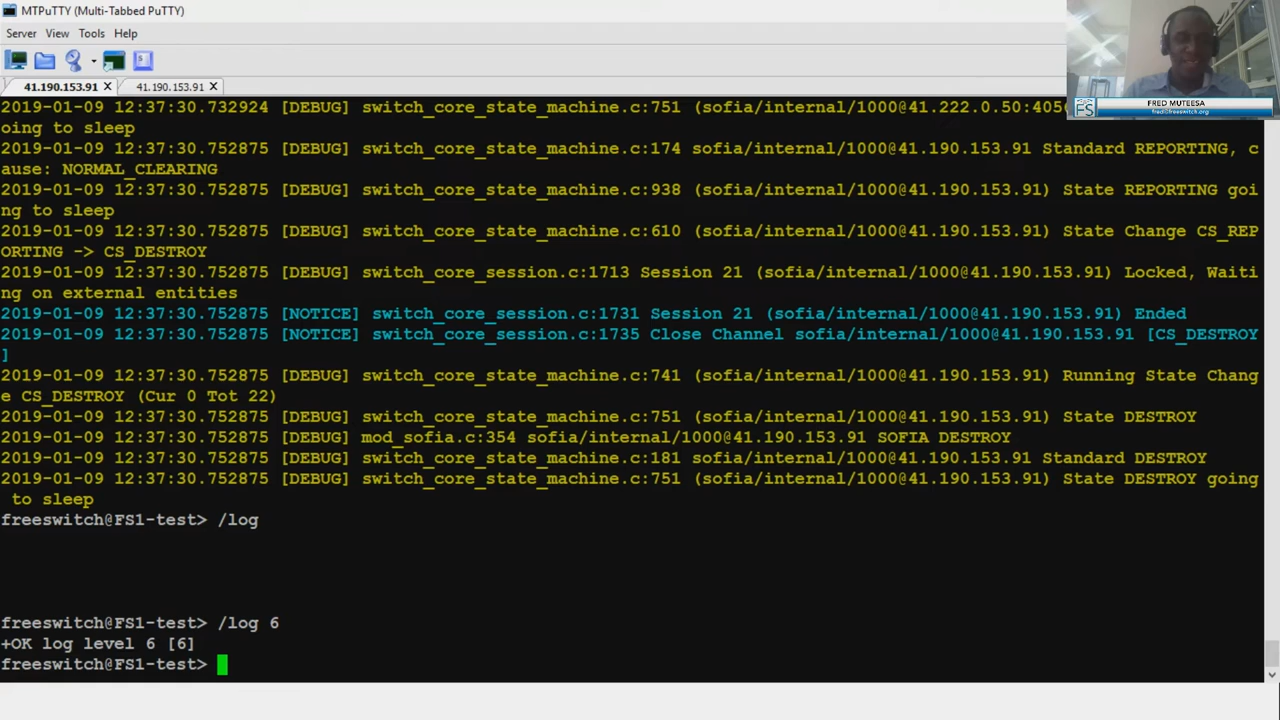 MTPuTTY (Multi-Tabbed PuTTY)
Server View Tools Help
41.190.153.91 41.190.153.91
2019-01-09 12:37:30.732924 [DEBUG] switch_core_state_machine.c:751 (sofia/internal/1000@41.222.0.50:405
oing to sleep
2019-01-09 12:37:30.752875 [DEBUG] switch_core_state_machine.c:174 sofia/internal/1000@41.190.153.91 Standard REPORTING, c
ause: NORMAL_CLEARING
2019-01-09 12:37:30.752875 [DEBUG] switch_core_state_machine.c:938 (sofia/internal/1000@41.190.153.91) State REPORTING goi
ng to sleep
2019-01-09 12:37:30.752875 [DEBUG] switch_core_state_machine.c:610 (sofia/internal/1000@41.190.153.91) State Change CS_REP
ORTING -> CS_DESTROY
2019-01-09 12:37:30.752875 [DEBUG] switch_core_session.c:1713 Session 21 (sofia/internal/1000@41.190.153.91) Locked, Waiti
ng on external entities
2019-01-09 12:37:30.752875 [NOTICE] switch_core_session.c:1731 Session 21 (sofia/internal/1000@41.190.153.91) Ended
2019-01-09 12:37:30.752875 [NOTICE] switch_core_session.c:1735 Close Channel sofia/internal/1000@41.190.153.91 [CS_DESTROY
]
2019-01-09 12:37:30.752875 [DEBUG] switch_core_state_machine.c:741 (sofia/internal/1000@41.190.153.91) Running State Chang
e CS_DESTROY (Cur 0 Tot 22)
2019-01-09 12:37:30.752875 [DEBUG] switch_core_state_machine.c:751 (sofia/internal/1000@41.190.153.91) State DESTROY
2019-01-09 12:37:30.752875 [DEBUG] mod_sofia.c:354 sofia/internal/1000@41.190.153.91 SOFIA DESTROY
2019-01-09 12:37:30.752875 [DEBUG] switch_core_state_machine.c:181 sofia/internal/1000@41.190.153.91 Standard DESTROY
2019-01-09 12:37:30.752875 [DEBUG] switch_core_state_machine.c:751 (sofia/internal/1000@41.190.153.91) State DESTROY going
 to sleep
freeswitch@FS1-test> /log
freeswitch@FS1-test> /log 6
+OK log level 6 [6]
freeswitch@FS1-test>
FS
FRED MUTEESA
fred@freeswitch.org